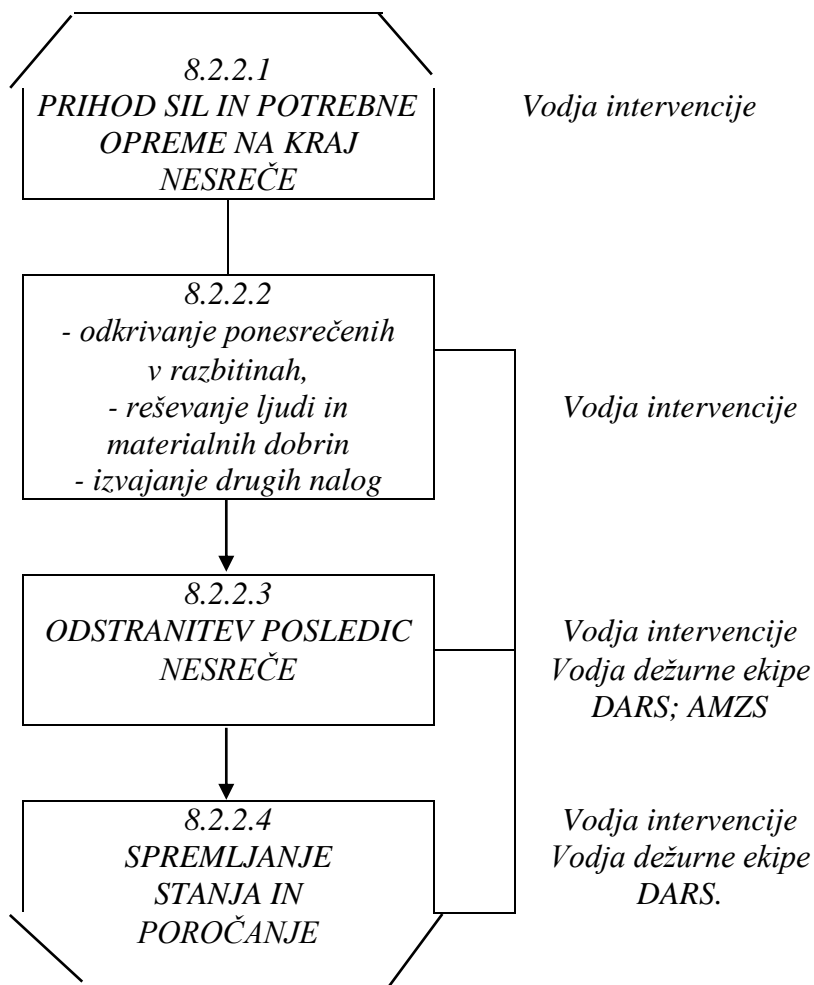 8.2.2.1
PRIHOD SIL IN POTREBNE
OPREME NA KRAJ
NESREČE
Vodja intervencije
8.2.2.2
- odkrivanje ponesrečenih
v razbitinah,
- reševanje ljudi in
materialnih dobrin
- izvajanje drugih nalog
Vodja intervencije
8.2.2.3
ODSTRANITEV POSLEDIC
NESREČE
Vodja intervencije
Vodja dežurne ekipe
DARS; AMZS
8.2.2.4
SPREMLJANJE
STANJA IN
POROČANJE
Vodja intervencije
Vodja dežurne ekipe
DARS.